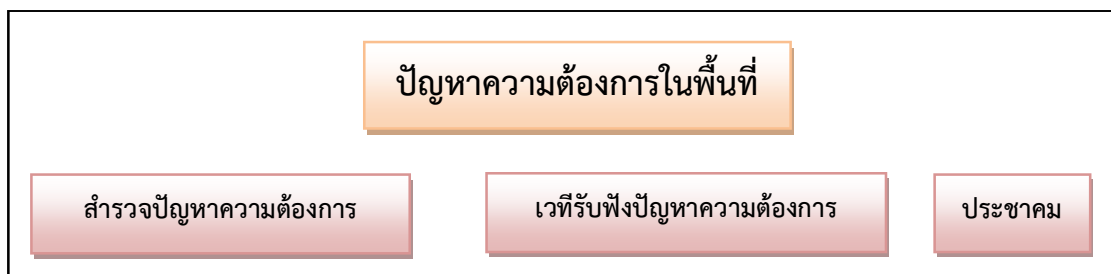 ปัญหาความต้องการในพื้นที่
สำรวจปัญหาความต้องการ
เวทีรับฟังปัญหาความต้องการ
ประชาคม